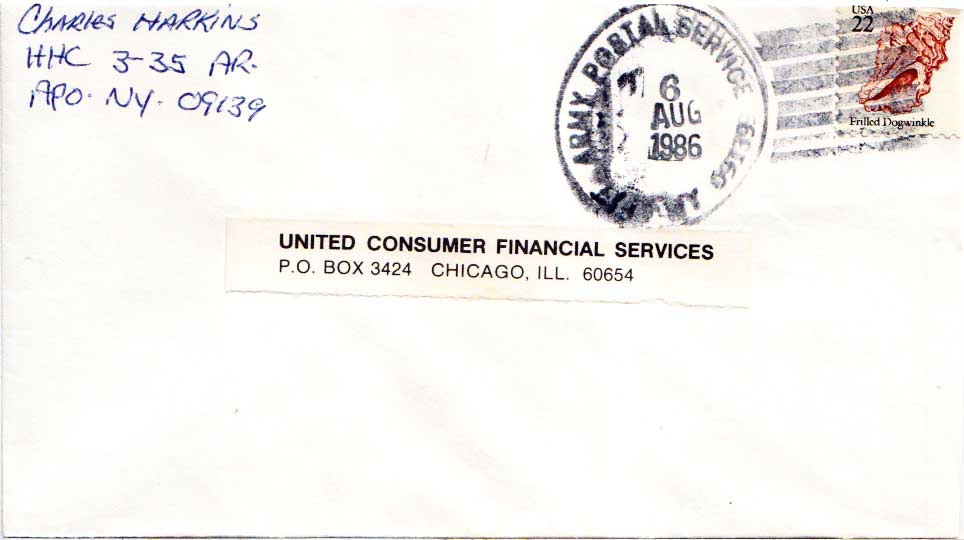 Charles Harkins
HHC 3-35 AR.
APO. NY. 09139
ARMY POSTAL SERVICE
6
AUG
1986
USA
22
Frilled Dogwinkle
UNITED CONSUMER FINANCIAL SERVICES
P.O. BOX 3424 CHICAGO, ILL. 60654